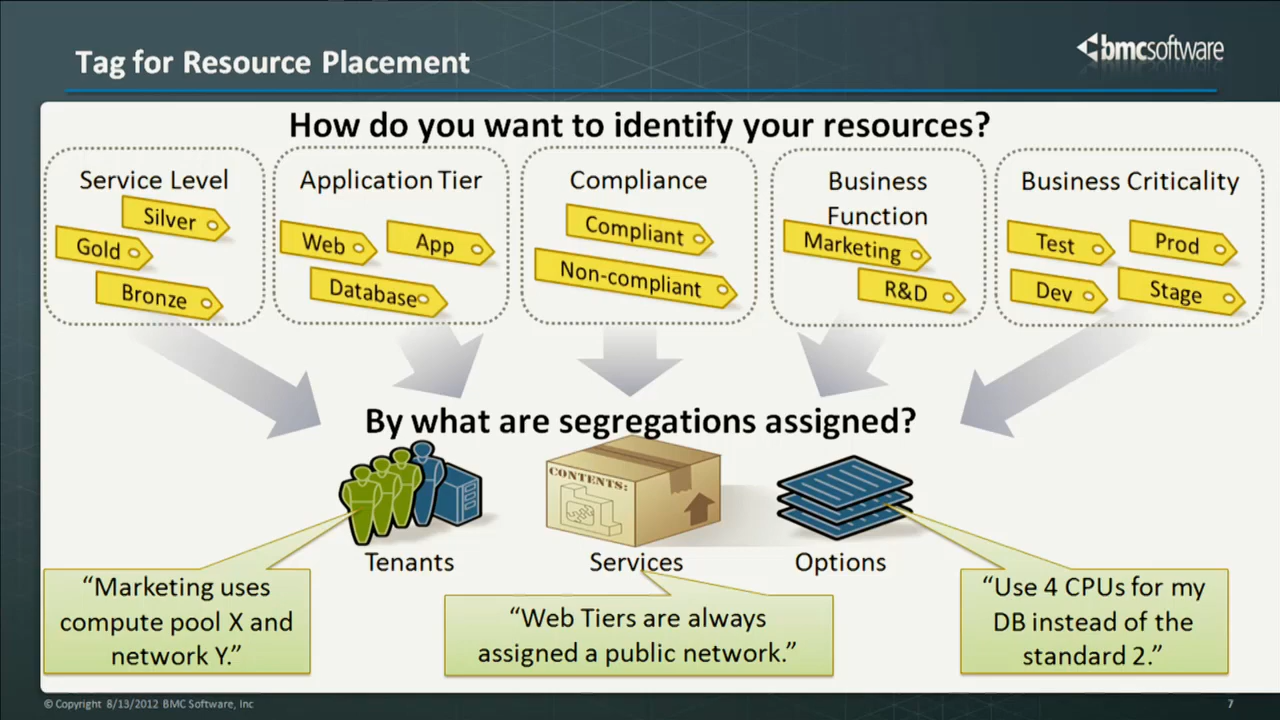 Tag for Resource Placement
bmcsoftware
How do you want to identify your resources?
Service Level
Silver
Gold
Bronze
Application Tier
Web
App
Database
Compliance
Compliant
Non-compliant
Business
Function
Marketing
R&D
Business Criticality
Test
Prod
Dev
Stage
By what are segregations assigned?
CONTENTS:
Tenants
Services
Options
“Marketing uses
compute pool X and
network Y.”
“Web Tiers are always
assigned a public network.”
“Use 4 CPUs for my
DB instead of the
standard 2.”
© Copyright 8/13/2012 BMC Software, Inc
7